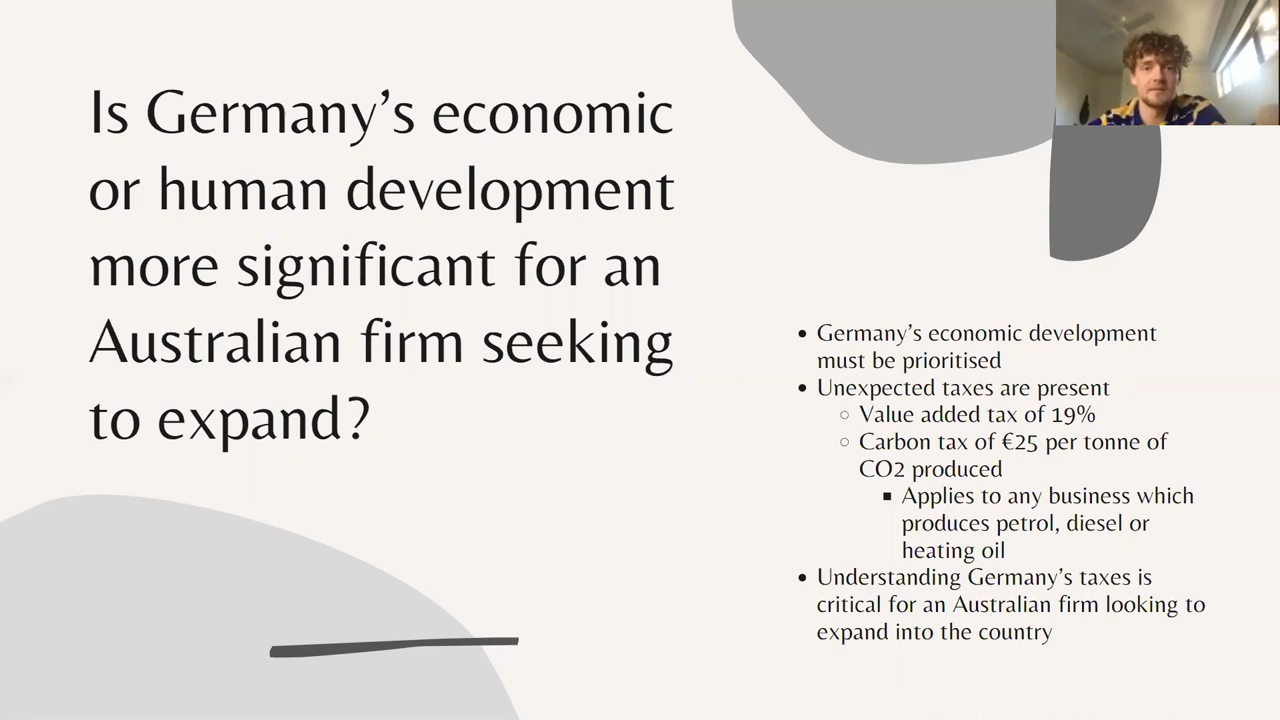 Is Germany’s economic
or human development
more significant for an
Australian firm seeking
to expand?
• Germany’s economic development
must be prioritised
• Unexpected taxes are present
○ Value added tax of 19%
○ Carbon tax of €25 per tonne of
CO2 produced
▪ Applies to any business which
produces petrol, diesel or
heating oil
• Understanding Germany’s taxes is
critical for an Australian firm looking to
expand into the country